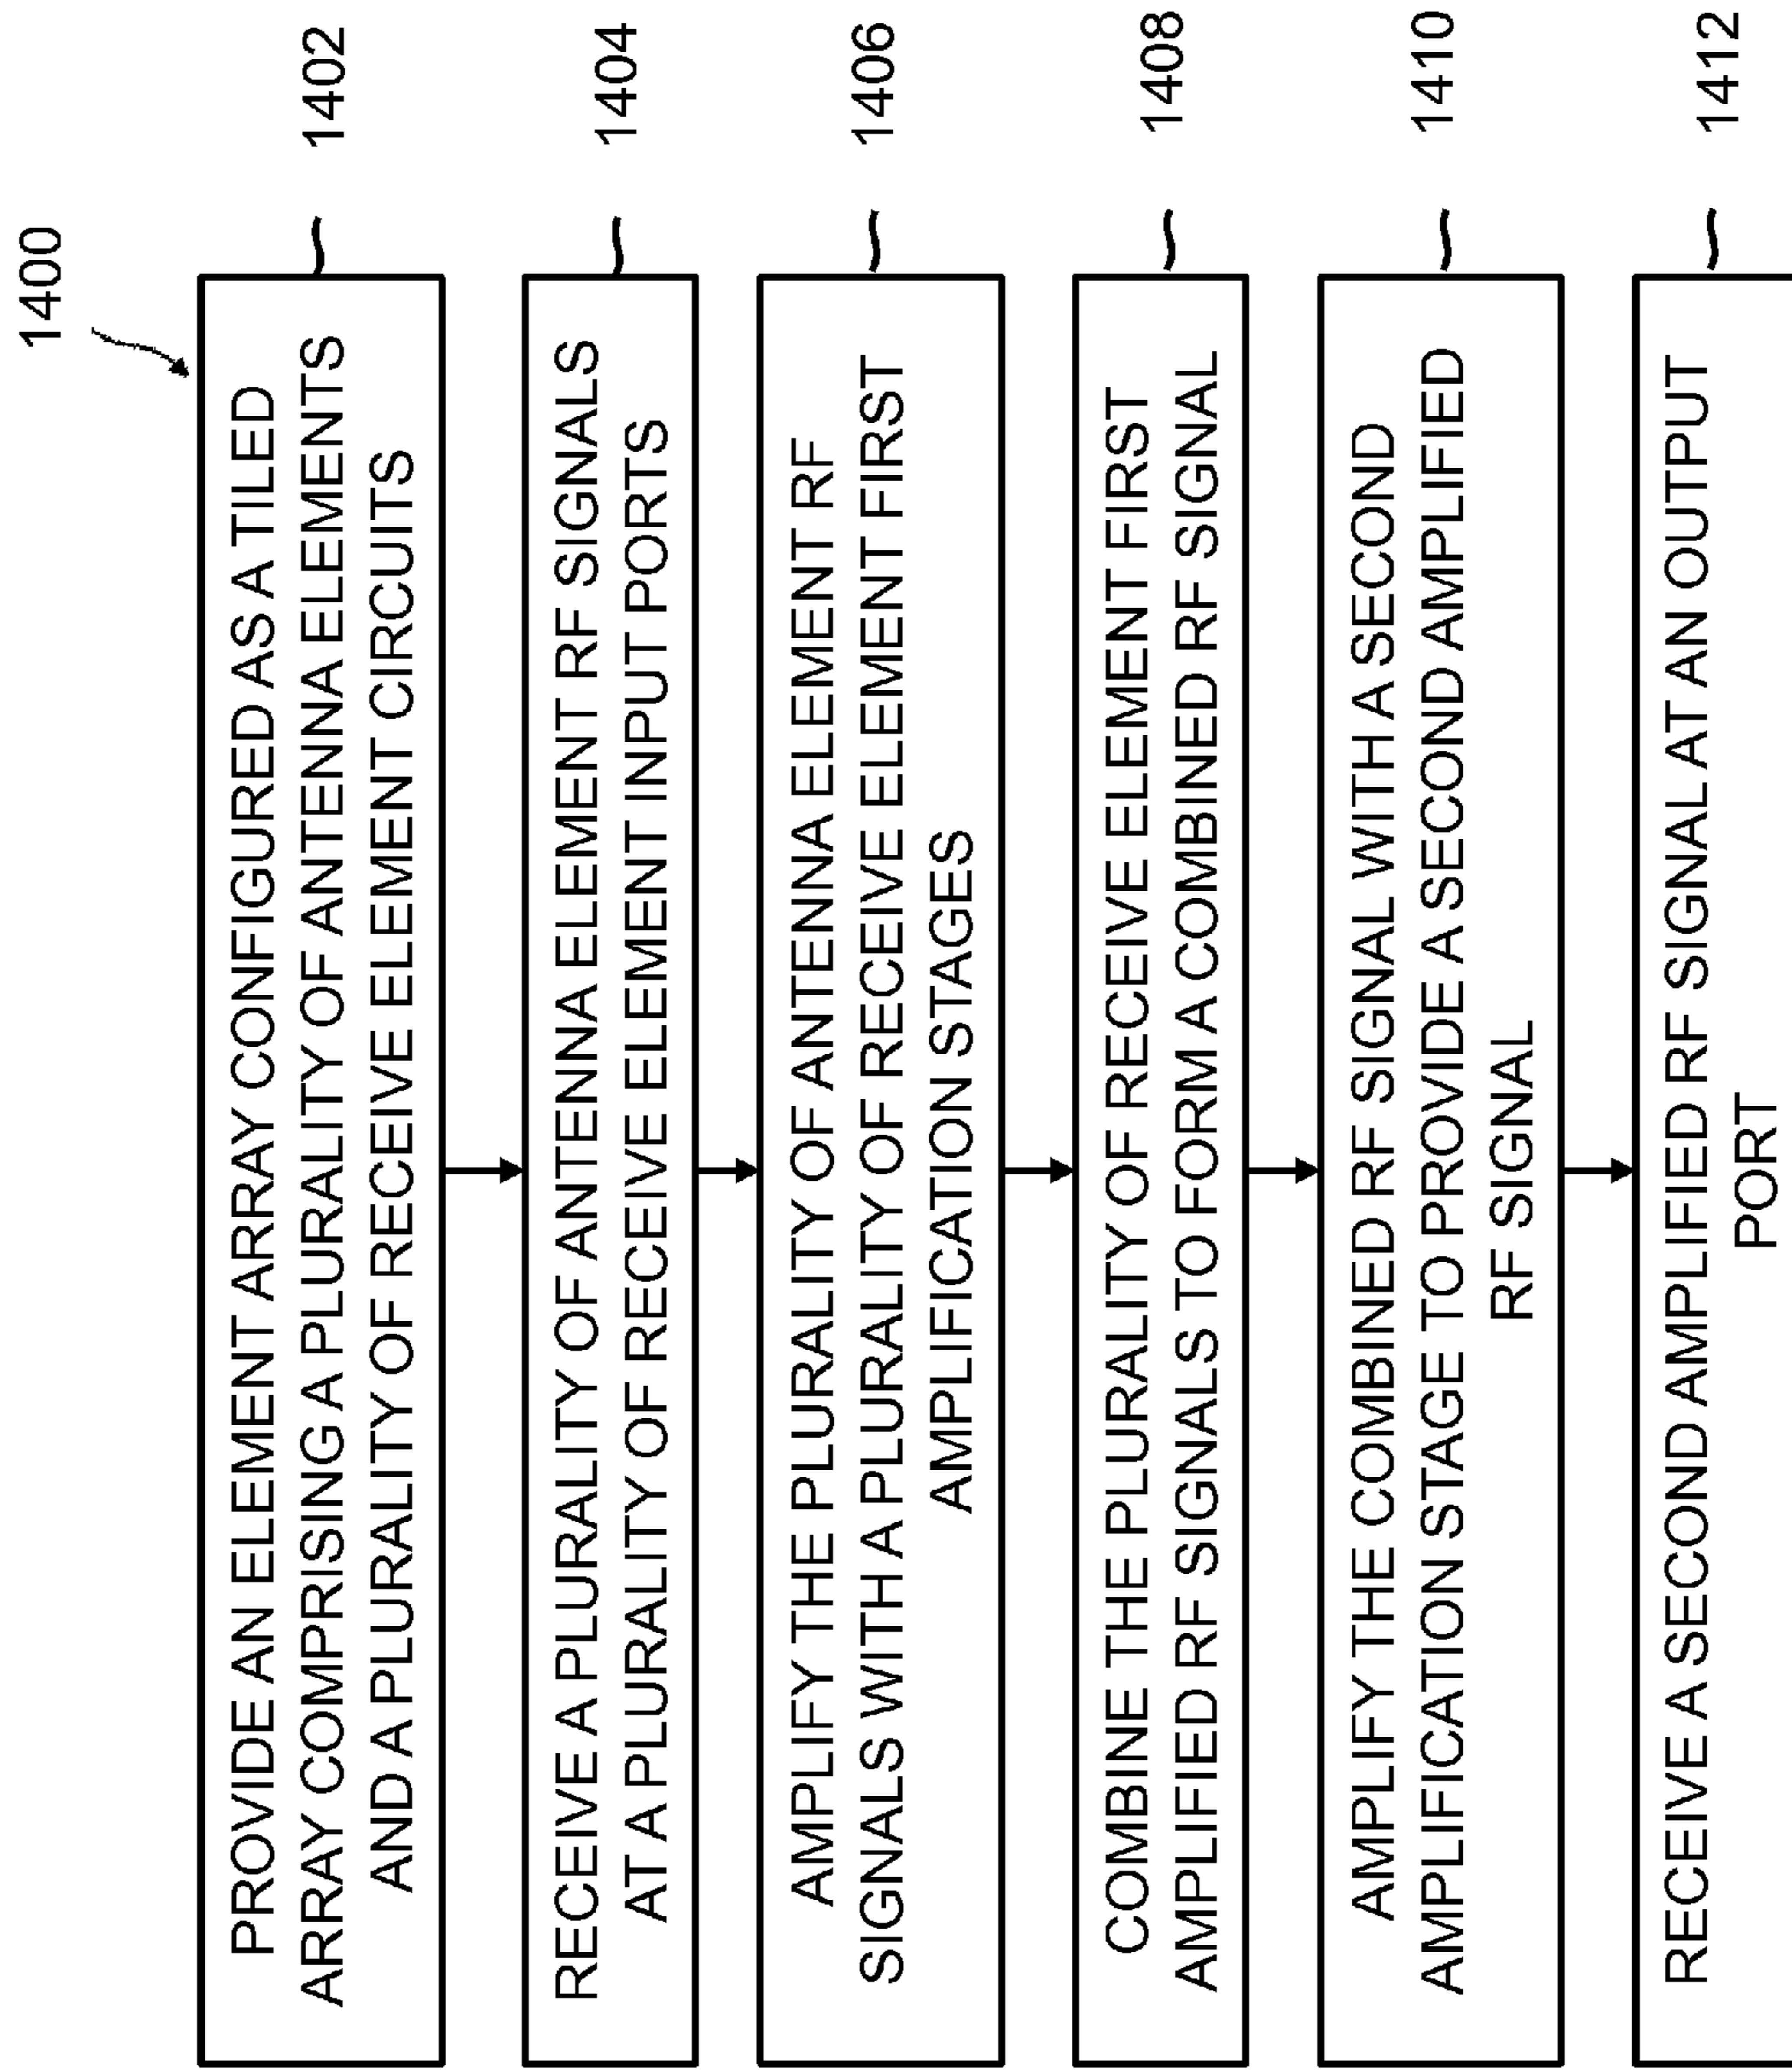 1400
PROVIDE AN ELEMENT ARRAY CONFIGURED AS A TILED
ARRAY COMPRISING A PLURALITY OF ANTENNA ELEMENTS
AND A PLURALITY OF RECEIVE ELEMENT CIRCUITS
1402
RECEIVE A PLURALITY OF ANTENNA ELEMENT RF SIGNALS
AT A PLURALITY OF RECEIVE ELEMENT INPUT PORTS
1404
AMPLIFY THE PLURALITY OF ANTENNA ELEMENT RF
SIGNALS WITH A PLURALITY OF RECEIVE ELEMENT FIRST
AMPLIFICATION STAGES
1406
COMBINE THE PLURALITY OF RECEIVE ELEMENT FIRST
AMPLIFIED RF SIGNALS TO FORM A COMBINED RF SIGNAL
1408
AMPLIFY THE COMBINED RF SIGNAL WITH A SECOND
AMPLIFICATION STAGE TO PROVIDE A SECOND AMPLIFIED
RF SIGNAL
1410
RECEIVE A SECOND AMPLIFIED RF SIGNAL AT AN OUTPUT
PORT
1412